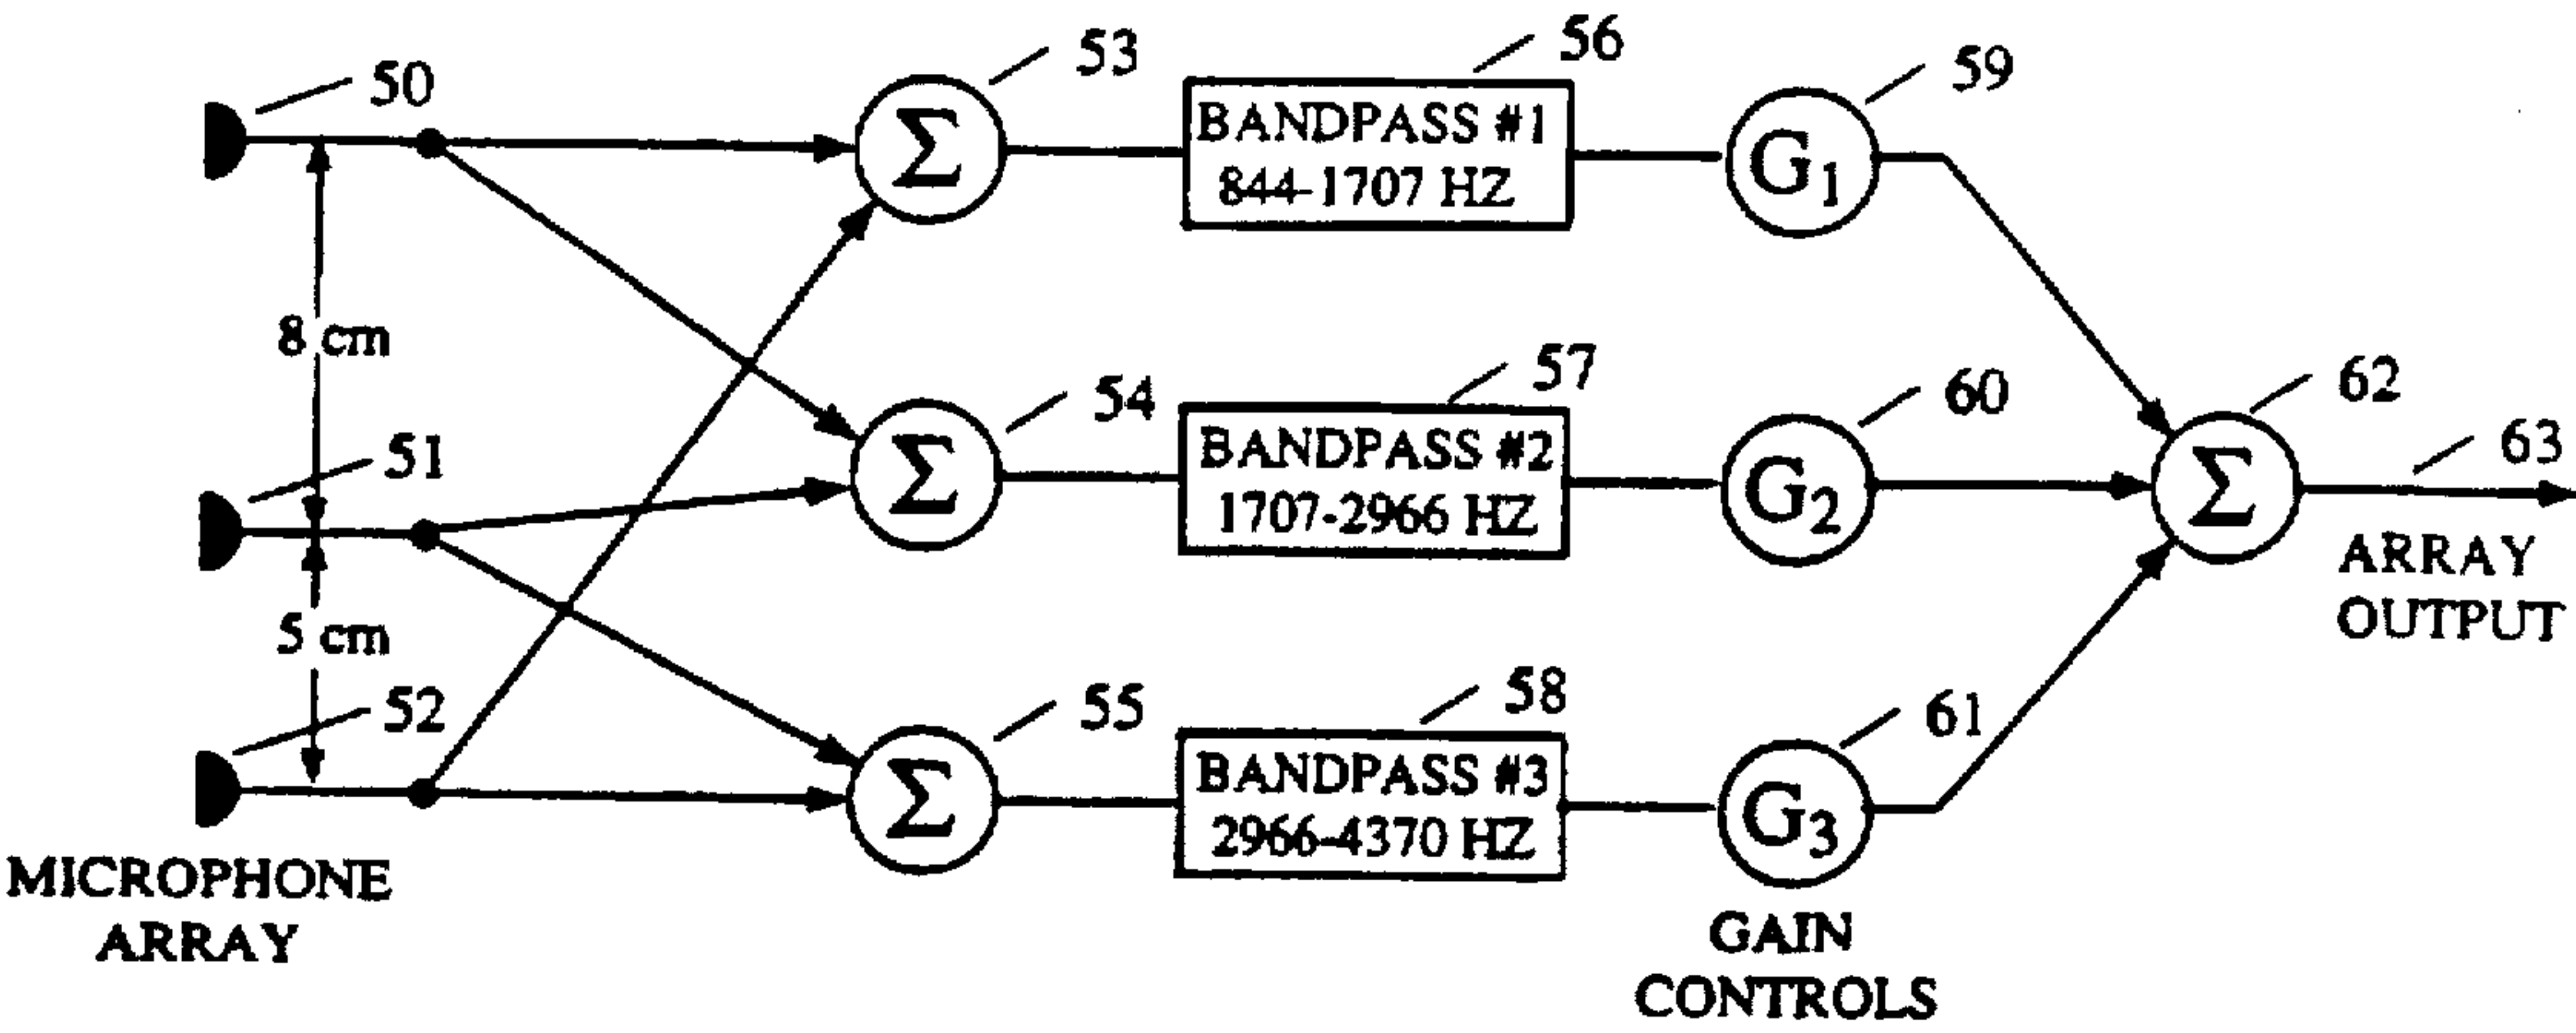 50
53
56
59
Σ
BANDPASS #1
844-1707 HZ
G1
8 cm
51
54
57
60
62
63
Σ
BANDPASS #2
1707-2966 HZ
G2
Σ
ARRAY
OUTPUT
5 cm
52
55
58
61
Σ
BANDPASS #3
2966-4370 HZ
G3
MICROPHONE
ARRAY
GAIN
CONTROLS